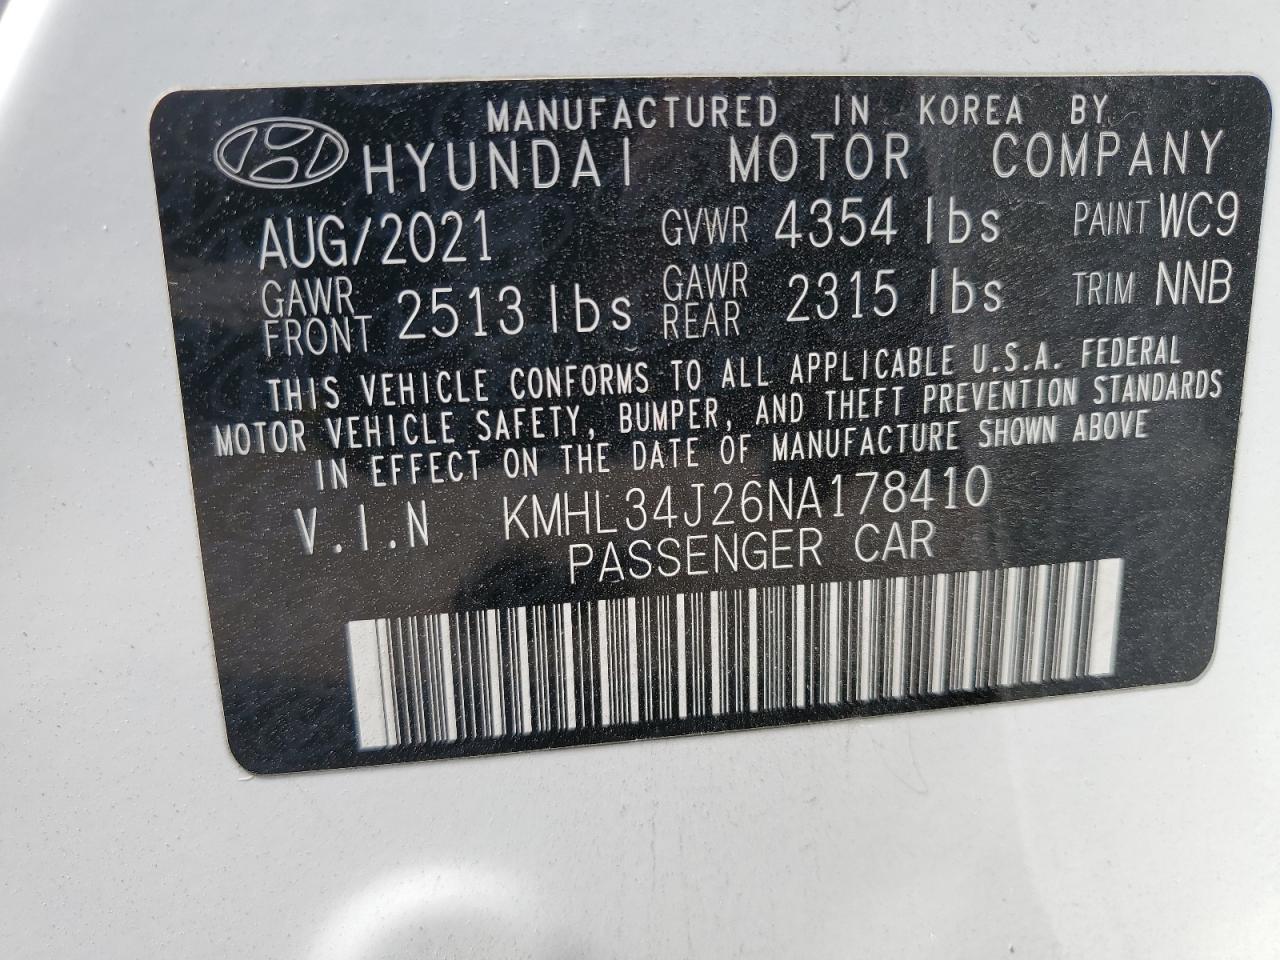 MANUFACTURED IN KOREA BY
HYUNDAI MOTOR COMPANY
AUG/2021 GVWR 4354 lbs PAINT WC9
GAWR FRONT 2513 lbs GAWR REAR 2315 lbs TRIM NNB
THIS VEHICLE CONFORMS TO ALL APPLICABLE U.S.A. FEDERAL
MOTOR VEHICLE SAFETY, BUMPER, AND THEFT PREVENTION STANDARDS
IN EFFECT ON THE DATE OF MANUFACTURE SHOWN ABOVE
V.I.N KMHL34J26NA178410
PASSENGER CAR